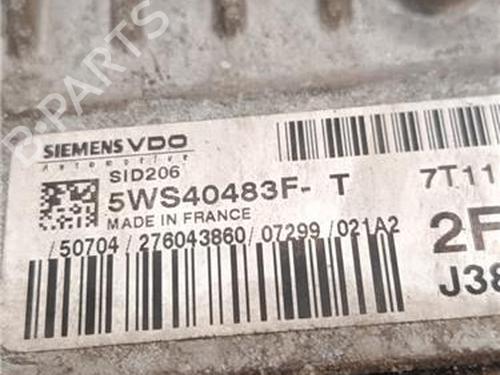 SIEMENS VDO
Automotive
SID206
5WS40483F- T
7T11
MADE IN FRANCE
/50704/276043860/07299/021A2
2F
J38
B-PARTS